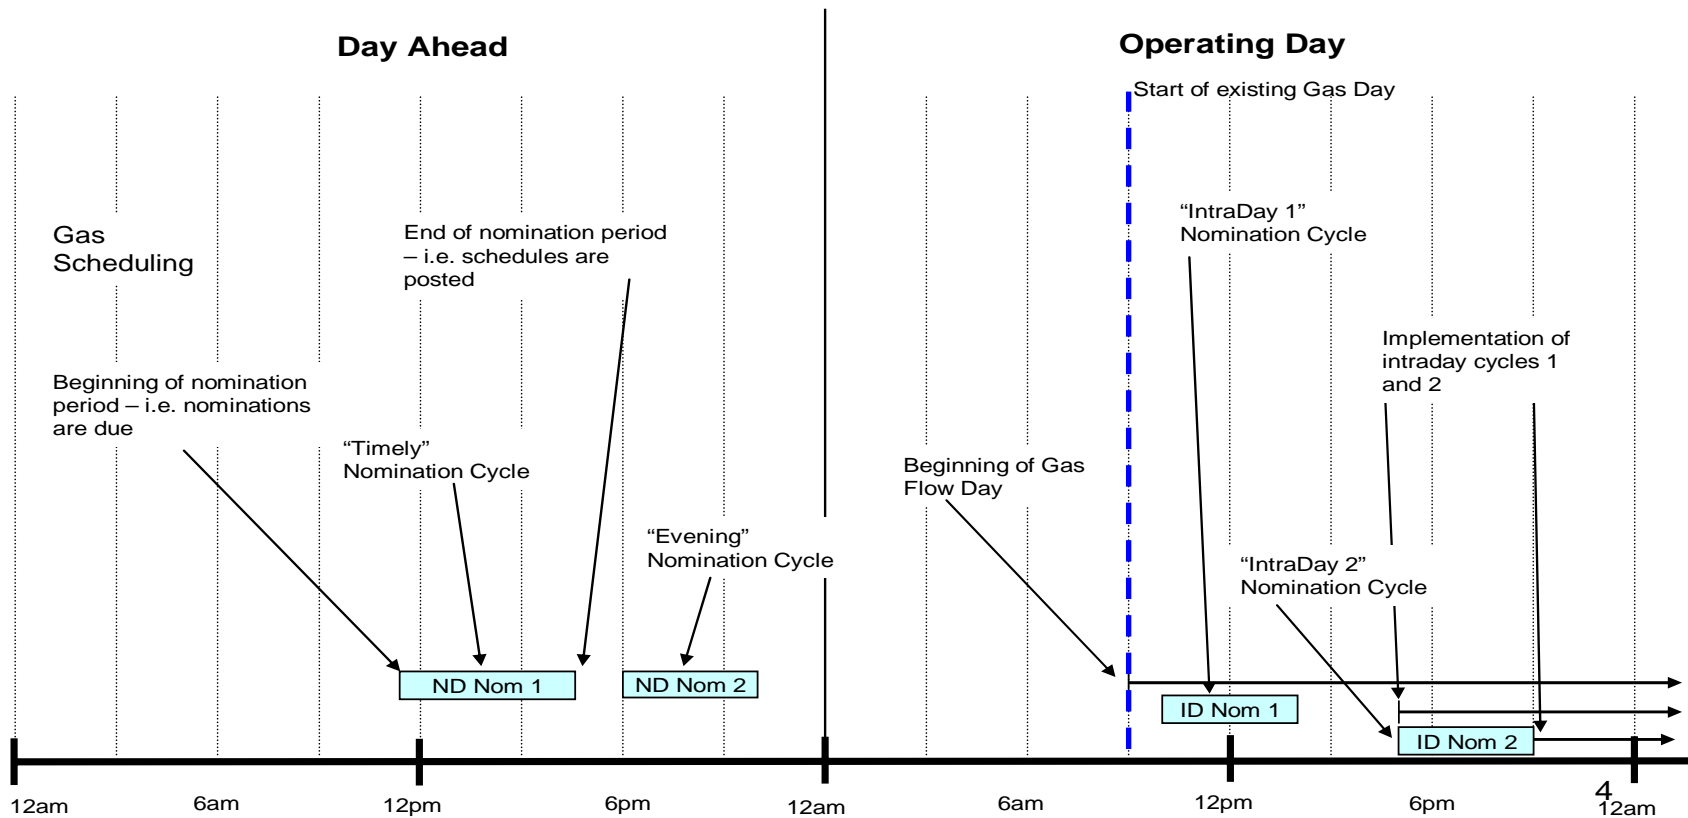 Day Ahead
Operating Day
Start of existing Gas Day
Gas
Scheduling
End of nomination period
– i.e. schedules are
posted
“IntraDay 1”
Nomination Cycle
Beginning of nomination
period – i.e. nominations
are due
“Timely”
Nomination Cycle
Implementation of
intraday cycles 1
and 2
Beginning of Gas
Flow Day
“Evening”
Nomination Cycle
“IntraDay 2”
Nomination Cycle
ND Nom 1
ND Nom 2
ID Nom 1
ID Nom 2
12am
6am
12pm
6pm
12am
6am
12pm
6pm
4
12am